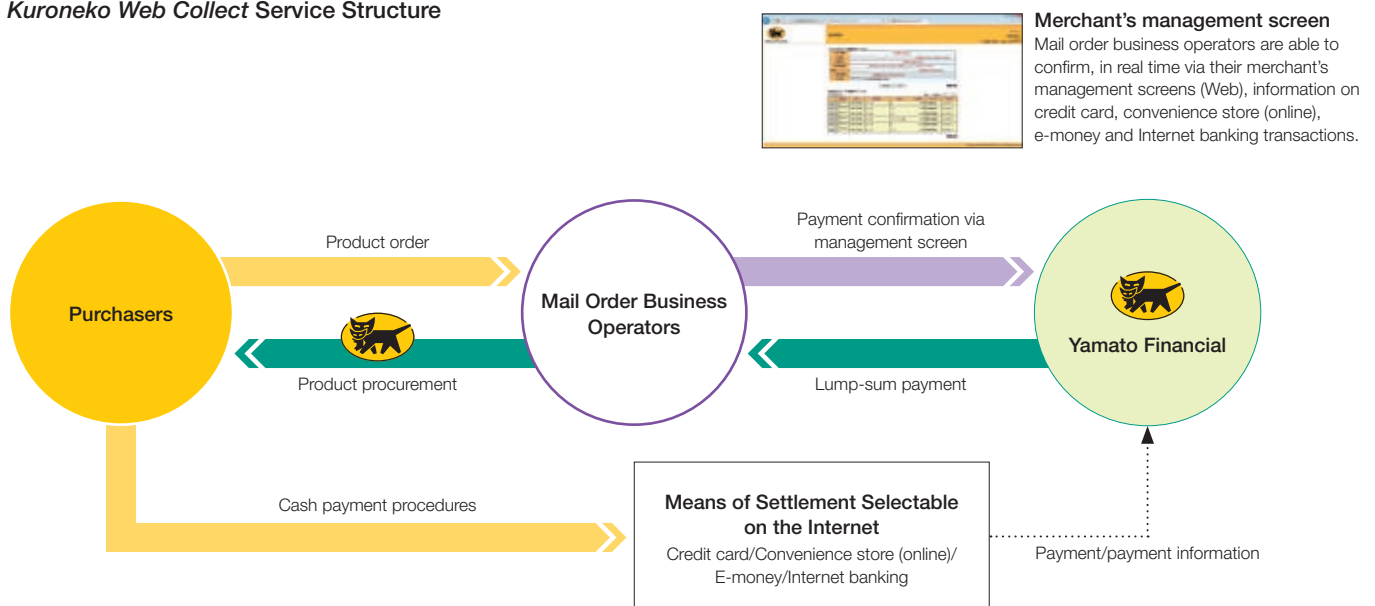 Kuroneko Web Collect Service Structure
Merchant's management screen
Mail order business operators are able to
confirm, in real time via their merchant's
management screens (Web), information on
credit card, convenience store (online),
e-money and Internet banking transactions.
Product order
Payment confirmation via
management screen
Purchasers
Mail Order Business
Operators
Yamato Financial
Product procurement
Lump-sum payment
Cash payment procedures
Means of Settlement Selectable
on the Internet
Credit card/Convenience store (online)/
E-money/Internet banking
Payment/payment information